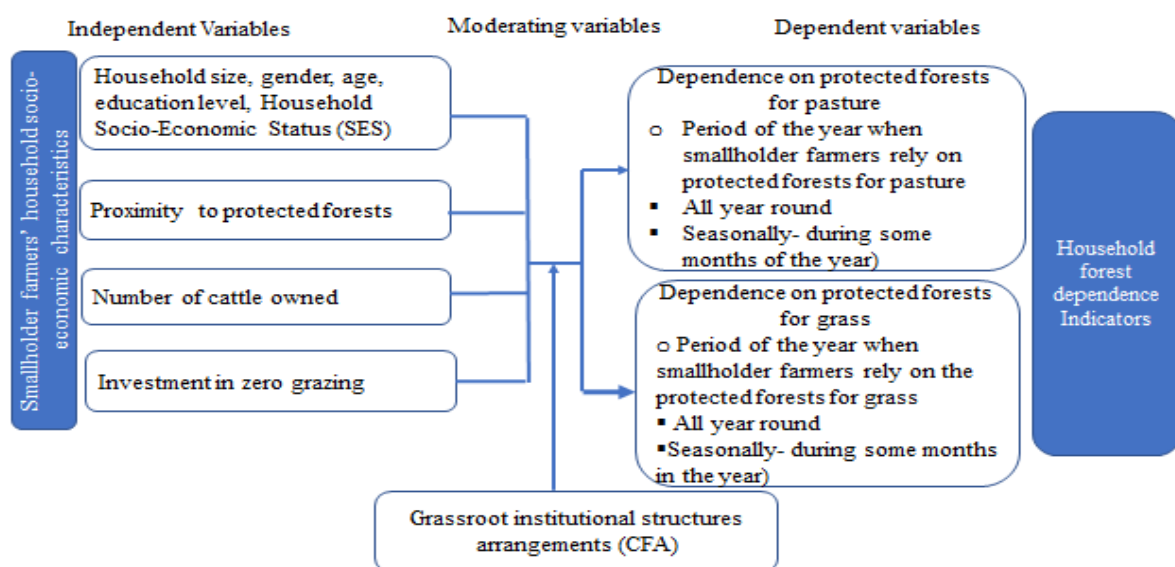 Independent Variables
Moderating variables
Dependent variables
Smallholder farmers’ household socio-
economic characteristics
Household size, gender, age,
education level, Household
Socio-Economic Status (SES)
Proximity to protected forests
Number of cattle owned
Investment in zero grazing
Grassroot institutional structures
arrangements (CFA)
Dependence on protected forests
for pasture
o Period of the year when
smallholder farmers rely on
protected forests for pasture
▪ All year round
▪ Seasonally- during some
months of the year)
Dependence on protected forests
for grass
o Period of the year when
smallholder farmers rely on the
protected forests for grass
▪ All year round
▪Seasonally- during some months
in the year)
Household
forest
dependence
Indicators